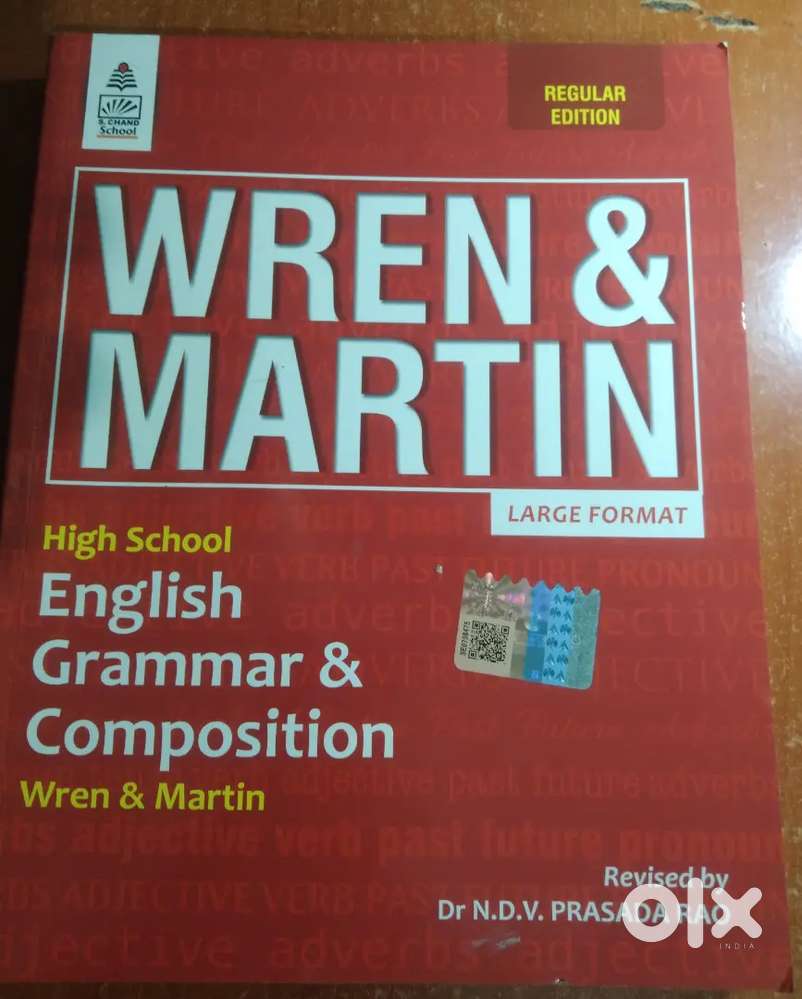 S. CHAND
School
REGULAR
EDITION
WREN &
MARTIN
LARGE FORMAT
High School
English
Grammar &
Composition
Wren & Martin
Revised by
Dr N.D.V. PRASADA RAO
olx
INDIA